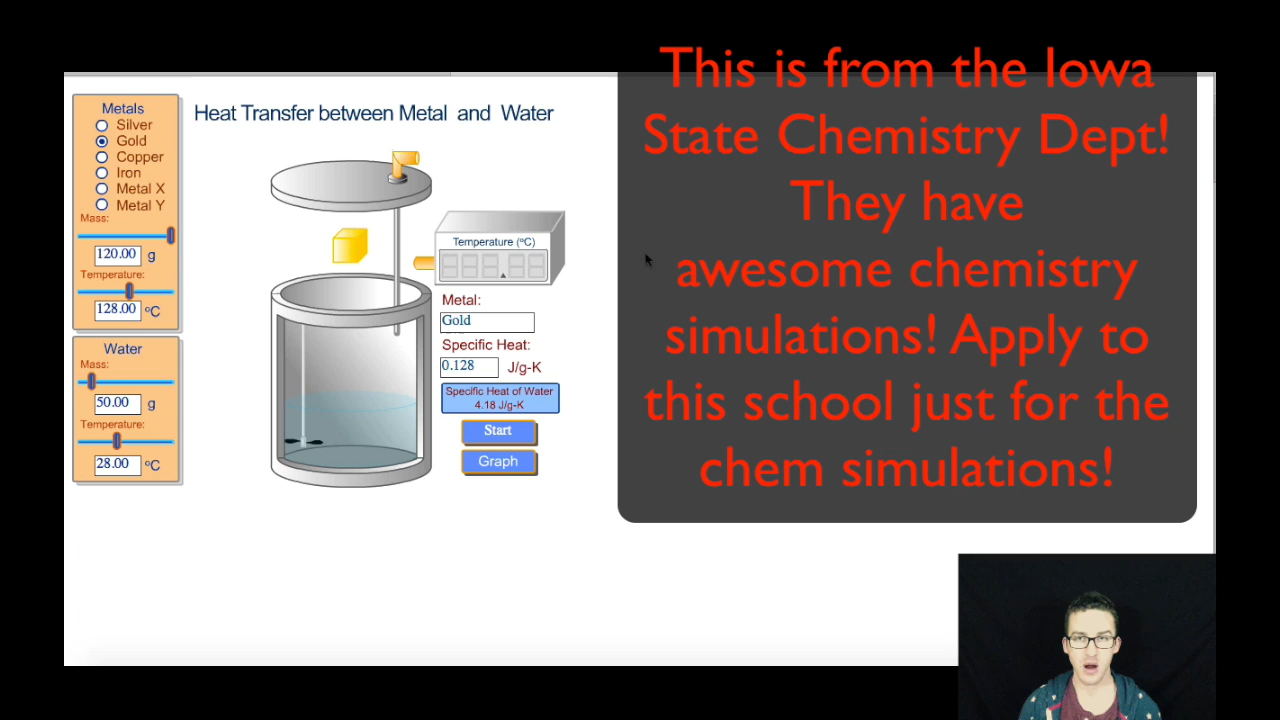 This is from the Iowa
State Chemistry Dept!
They have
awesome chemistry
simulations! Apply to
this school just for the
chem simulations!
Heat Transfer between Metal and Water
Metals
Silver
Gold
Copper
Iron
Metal X
Metal Y
Mass:
120.00 g
Temperature:
128.00 °C
Water
Mass:
50.00 g
Temperature:
28.00 °C
Temperature (°C)
Metal:
Gold
Specific Heat:
0.128 J/g-K
Specific Heat of Water
4.18 J/g-K
Start
Graph